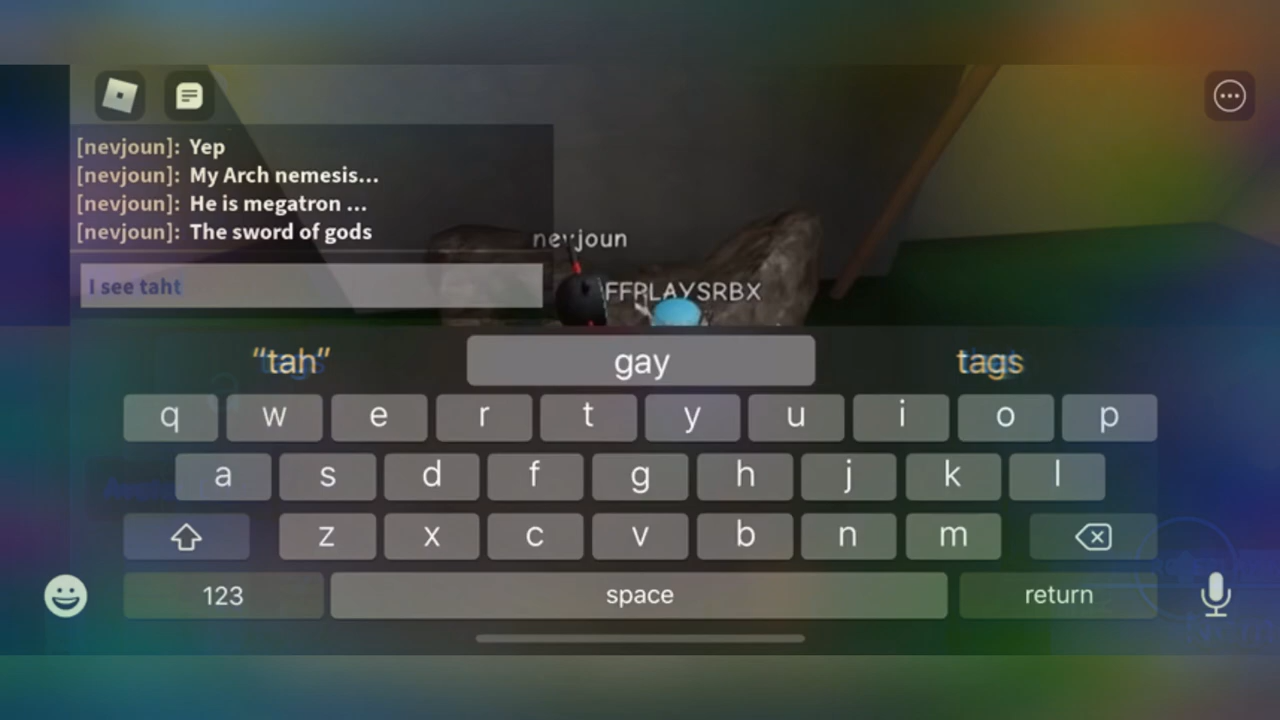 [nevjoun]: Yep
[nevjoun]: My Arch nemesis...
[nevjoun]: He is megatron ...
[nevjoun]: The sword of gods
nevjoun
I see taht
FFPLAYSRBX
“tah” gay tags
q w e r t y u i o p
a s d f g h j k l
z x c v b n m
123 space return